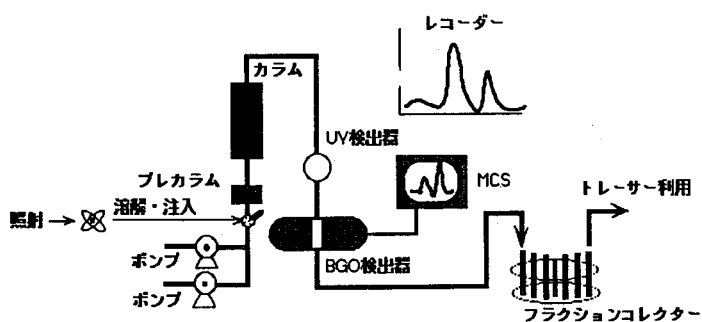 レコーダー
カラム
UY検出器
プレカラム
MCS
トレーサー利用
照射
溶解・注入
ポンプ
BGO検出器
ポンプ
フラクションコレクター